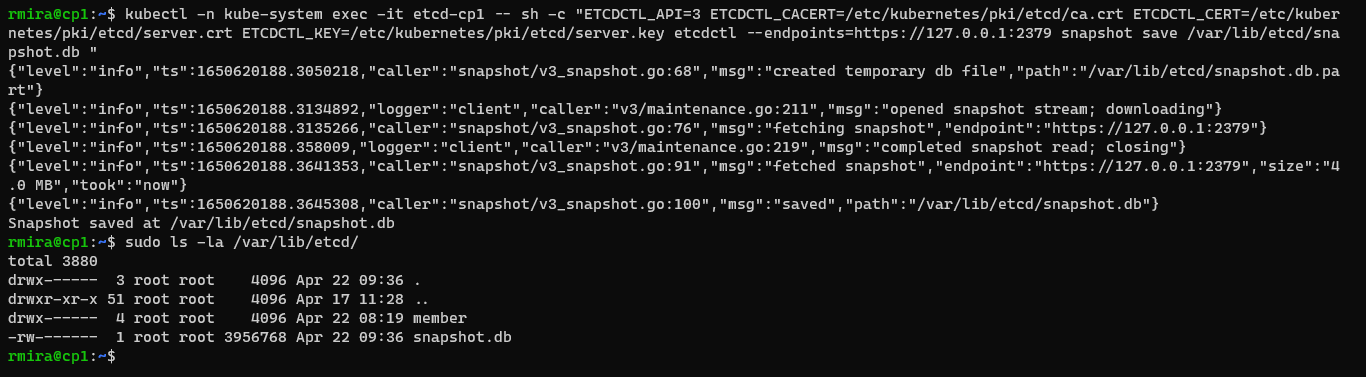 rmira@cp1:~$ kubectl -n kube-system exec -it etcd-cp1 -- sh -c "ETCDCTL_API=3 ETCDCTL_CACERT=/etc/kubernetes/pki/etcd/ca.crt ETCDCTL_CERT=/etc/kuber
netes/pki/etcd/server.crt ETCDCTL_KEY=/etc/kubernetes/pki/etcd/server.key etcdctl --endpoints=https://127.0.0.1:2379 snapshot save /var/lib/etcd/sna
pshot.db "
{"level":"info","ts":1650620188.3050218,"caller":"snapshot/v3_snapshot.go:68","msg":"created temporary db file","path":"/var/lib/etcd/snapshot.db.pa
rt"}
{"level":"info","ts":1650620188.3134892,"logger":"client","caller":"v3/maintenance.go:211","msg":"opened snapshot stream; downloading"}
{"level":"info","ts":1650620188.3135266,"caller":"snapshot/v3_snapshot.go:76","msg":"fetching snapshot","endpoint":"https://127.0.0.1:2379"}
{"level":"info","ts":1650620188.358009,"logger":"client","caller":"v3/maintenance.go:219","msg":"completed snapshot read; closing"}
{"level":"info","ts":1650620188.3641353,"caller":"snapshot/v3_snapshot.go:91","msg":"fetched snapshot","endpoint":"https://127.0.0.1:2379","size":"4
.0 MB","took":"now"}
{"level":"info","ts":1650620188.3645308,"caller":"snapshot/v3_snapshot.go:100","msg":"saved","path":"/var/lib/etcd/snapshot.db"}
Snapshot saved at /var/lib/etcd/snapshot.db
rmira@cp1:~$ sudo ls -la /var/lib/etcd/
total 3880
drwx------  3 root root    4096 Apr 22 09:36 .
drwxr-xr-x 51 root root    4096 Apr 17 11:28 ..
drwx------  4 root root    4096 Apr 22 08:19 member
-rw-------  1 root root 3956768 Apr 22 09:36 snapshot.db
rmira@cp1:~$